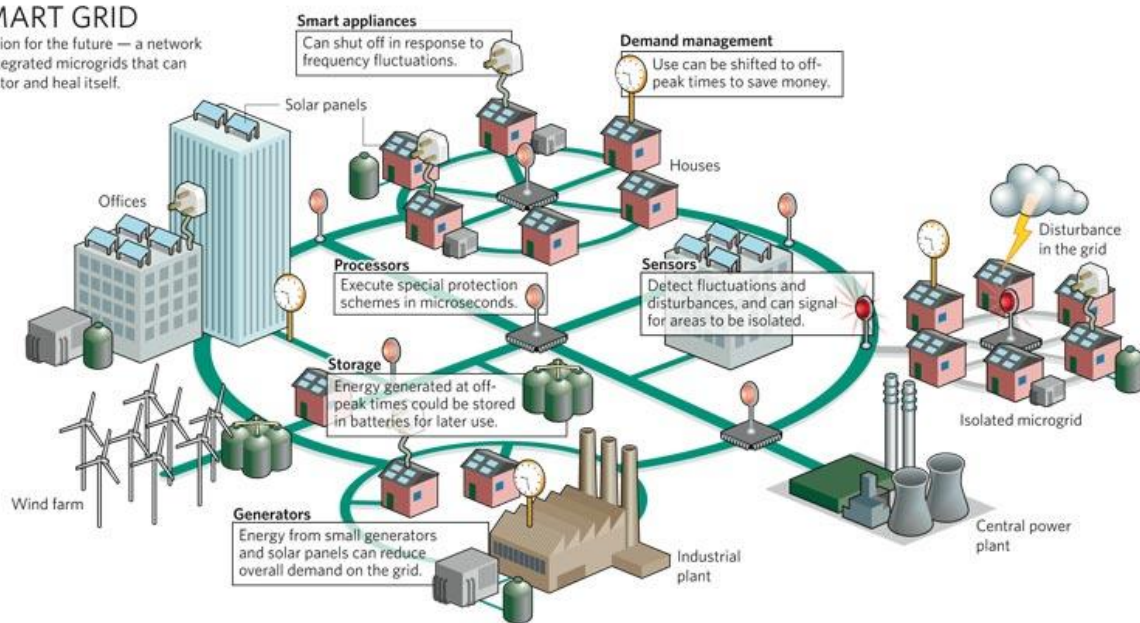 MART GRID
ion for the future — a network
egrated microgrids that can
tor and heal itself.
Smart appliances
Can shut off in response to
frequency fluctuations.
Demand management
Use can be shifted to off-
peak times to save money.
Solar panels
Houses
Offices
Disturbance
in the grid
Processors
Execute special protection
schemes in microseconds.
Sensors
Detect fluctuations and
disturbances, and can signal
for areas to be isolated.
Storage
Energy generated at off-
peak times could be stored
in batteries for later use.
Isolated microgrid
Wind farm
Generators
Energy from small generators
and solar panels can reduce
overall demand on the grid.
Industrial
plant
Central power
plant